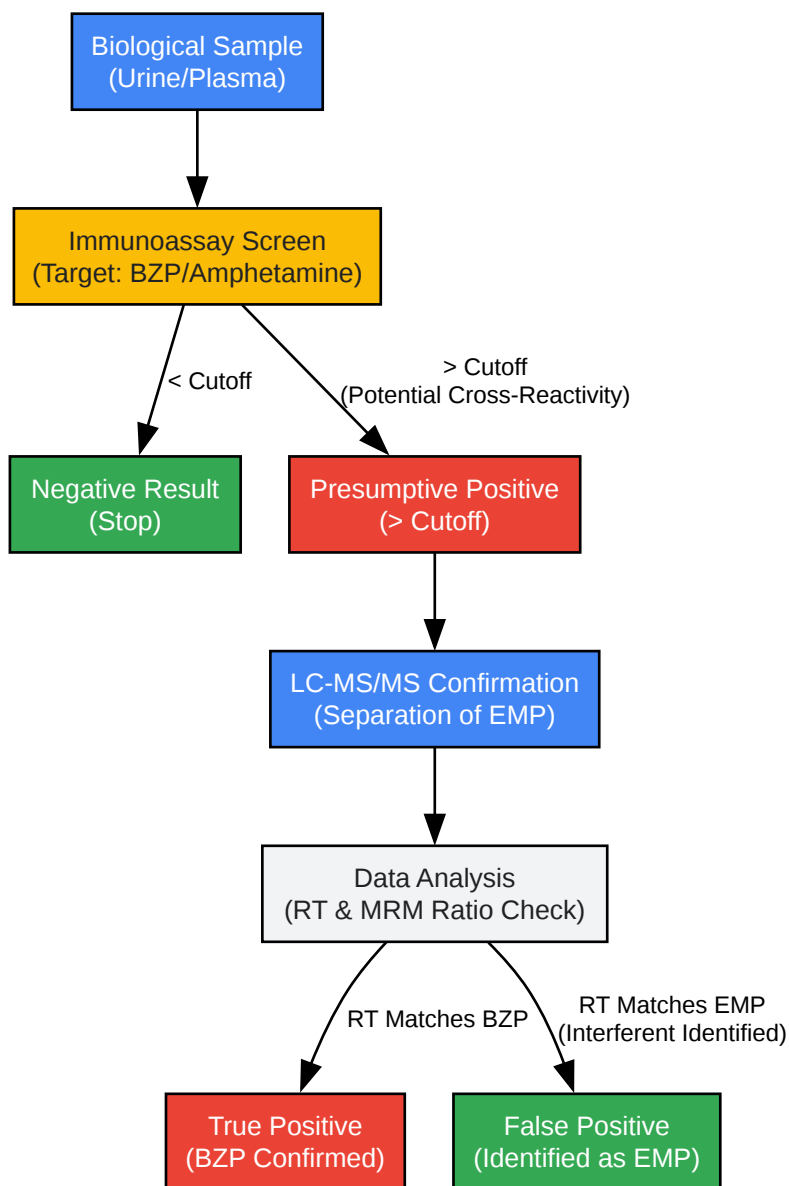 Biological Sample
(Urine/Plasma)
Immunoassay Screen
(Target: BZP/Amphetamine)
< Cutoff
> Cutoff
(Potential Cross-Reactivity)
Negative Result
(Stop)
Presumptive Positive
(> Cutoff)
LC-MS/MS Confirmation
(Separation of EMP)
Data Analysis
(RT & MRM Ratio Check)
RT Matches BZP
RT Matches EMP
(Interferent Identified)
True Positive
(BZP Confirmed)
False Positive
(Identified as EMP)